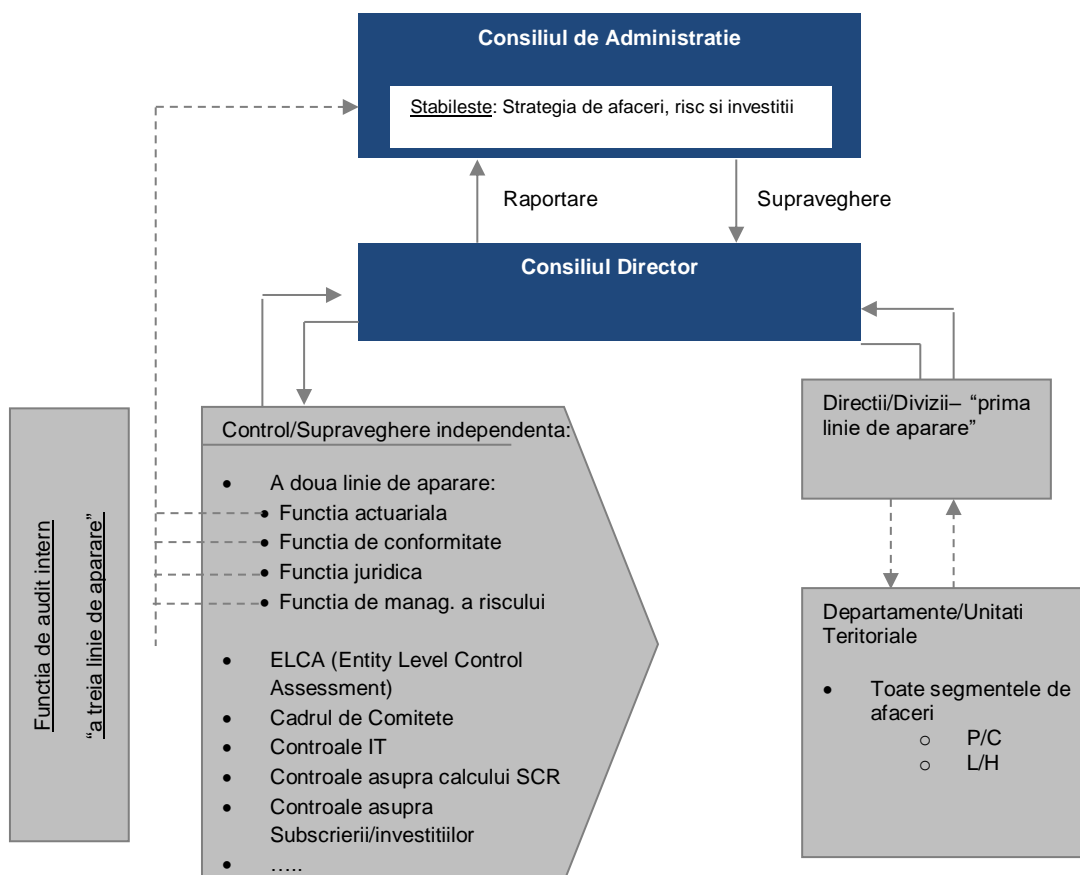 Consiliul de Administratie
Stabileste: Strategia de afaceri, risc si investitii
Raportare
Supraveghere
Consiliul Director
Functia de audit intern
“a treia linie de aparare”
Control/Supraveghere independenta:
• A doua linie de aparare:
• Functia actuariala
• Functia de conformitate
• Functia juridica
• Functia de manag. a riscului
• ELCA (Entity Level Control
Assessment)
• Cadrul de Comitete
• Controale IT
• Controale asupra calcului SCR
• Controale asupra
Subscrierii/investitiilor
• …..
Directii/Divizii– “prima
linie de aparare”
Departamente/Unitati
Teritoriale
• Toate segmentele de
afaceri
o P/C
o L/H